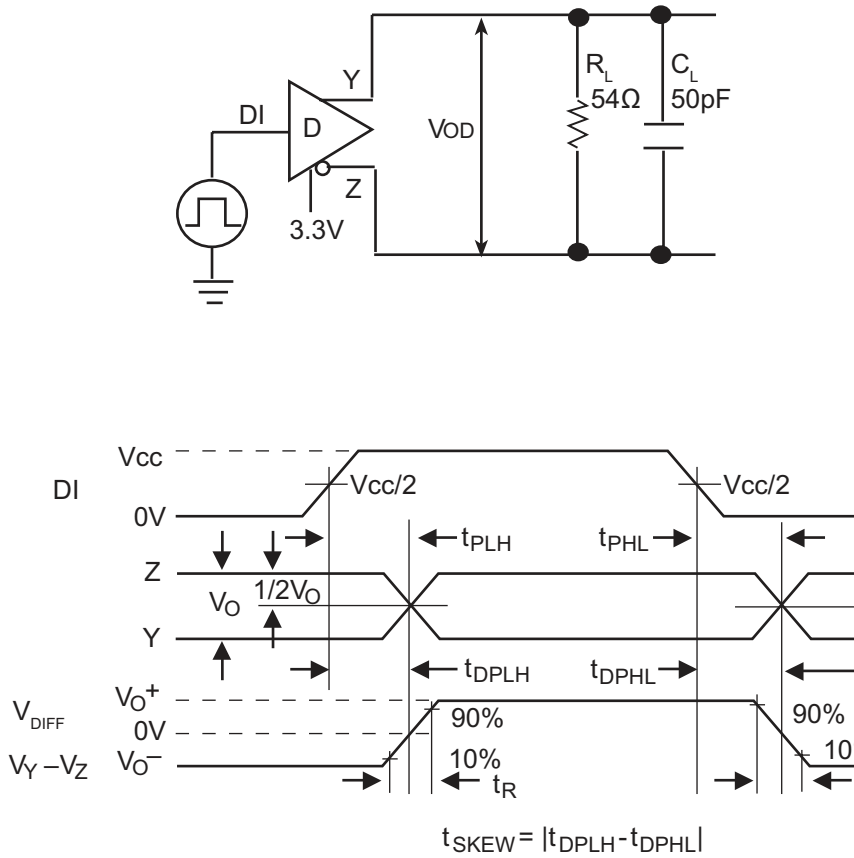 Y
DI
D
Z
3.3V
VOD
RL
54Ω
CL
50pF
Vcc
DI
Vcc/2
Vcc/2
0V
tPLH
tPHL
Z
VO
1/2VO
Y
tDPLH
tDPHL
VO+
VDIFF
0V
90%
90%
VY –VZ
VO–
10%
10
tR
tSKEW = |tDPLH - tDPHL|